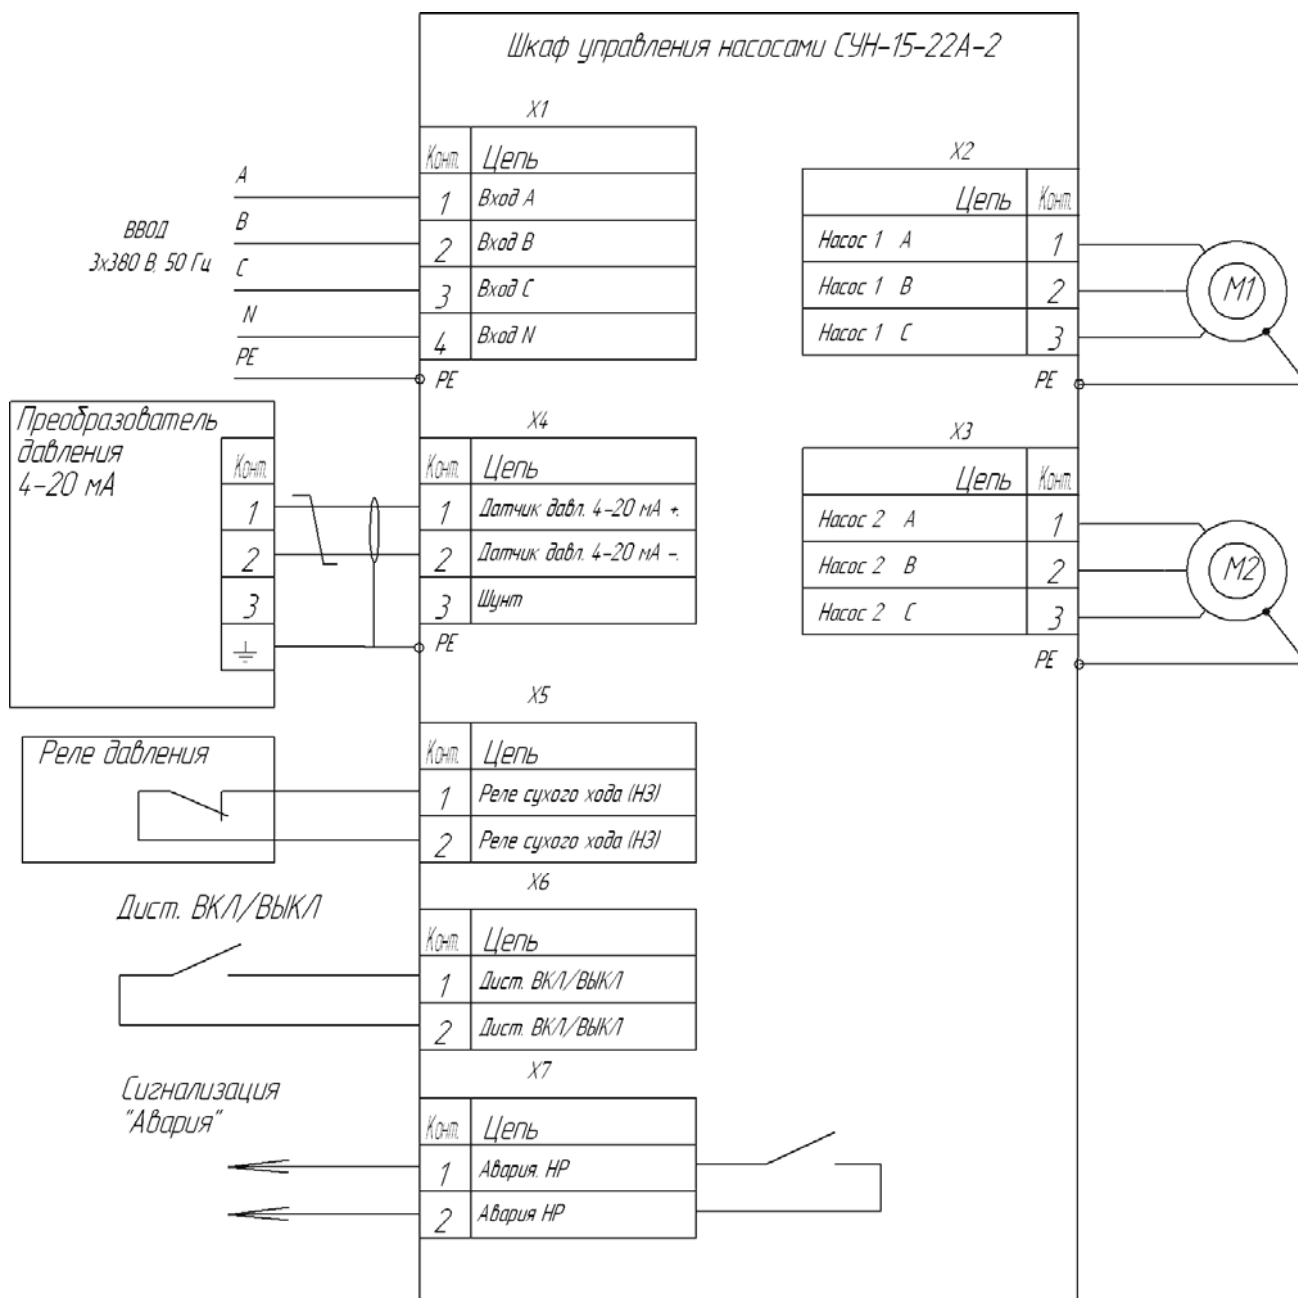 Шкаф управления насосами СУН-15-22А-2
X1
Конт. Цепь
1 Вход А
2 Вход В
3 Вход С
4 Вход N
PE
A
B
C
N
PE
ВВОД
3х380 В, 50 Гц
X2
Цепь Конт.
Насос 1 А 1
Насос 1 В 2
Насос 1 С 3
PE
М1
Преобразователь
давления
4-20 мА
Конт.
1
2
3
X4
Конт. Цепь
1 Датчик давл. 4-20 мА +.
2 Датчик давл. 4-20 мА -.
3 Шунт
PE
X3
Цепь Конт.
Насос 2 А 1
Насос 2 В 2
Насос 2 С 3
PE
М2
Реле давления
X5
Конт. Цепь
1 Реле сухого хода (НЗ)
2 Реле сухого хода (НЗ)
Дист. ВКЛ/ВЫКЛ
X6
Конт. Цепь
1 Дист. ВКЛ/ВЫКЛ
2 Дист. ВКЛ/ВЫКЛ
Сигнализация
"Авария"
X7
Конт. Цепь
1 Авария. НР
2 Авария НР